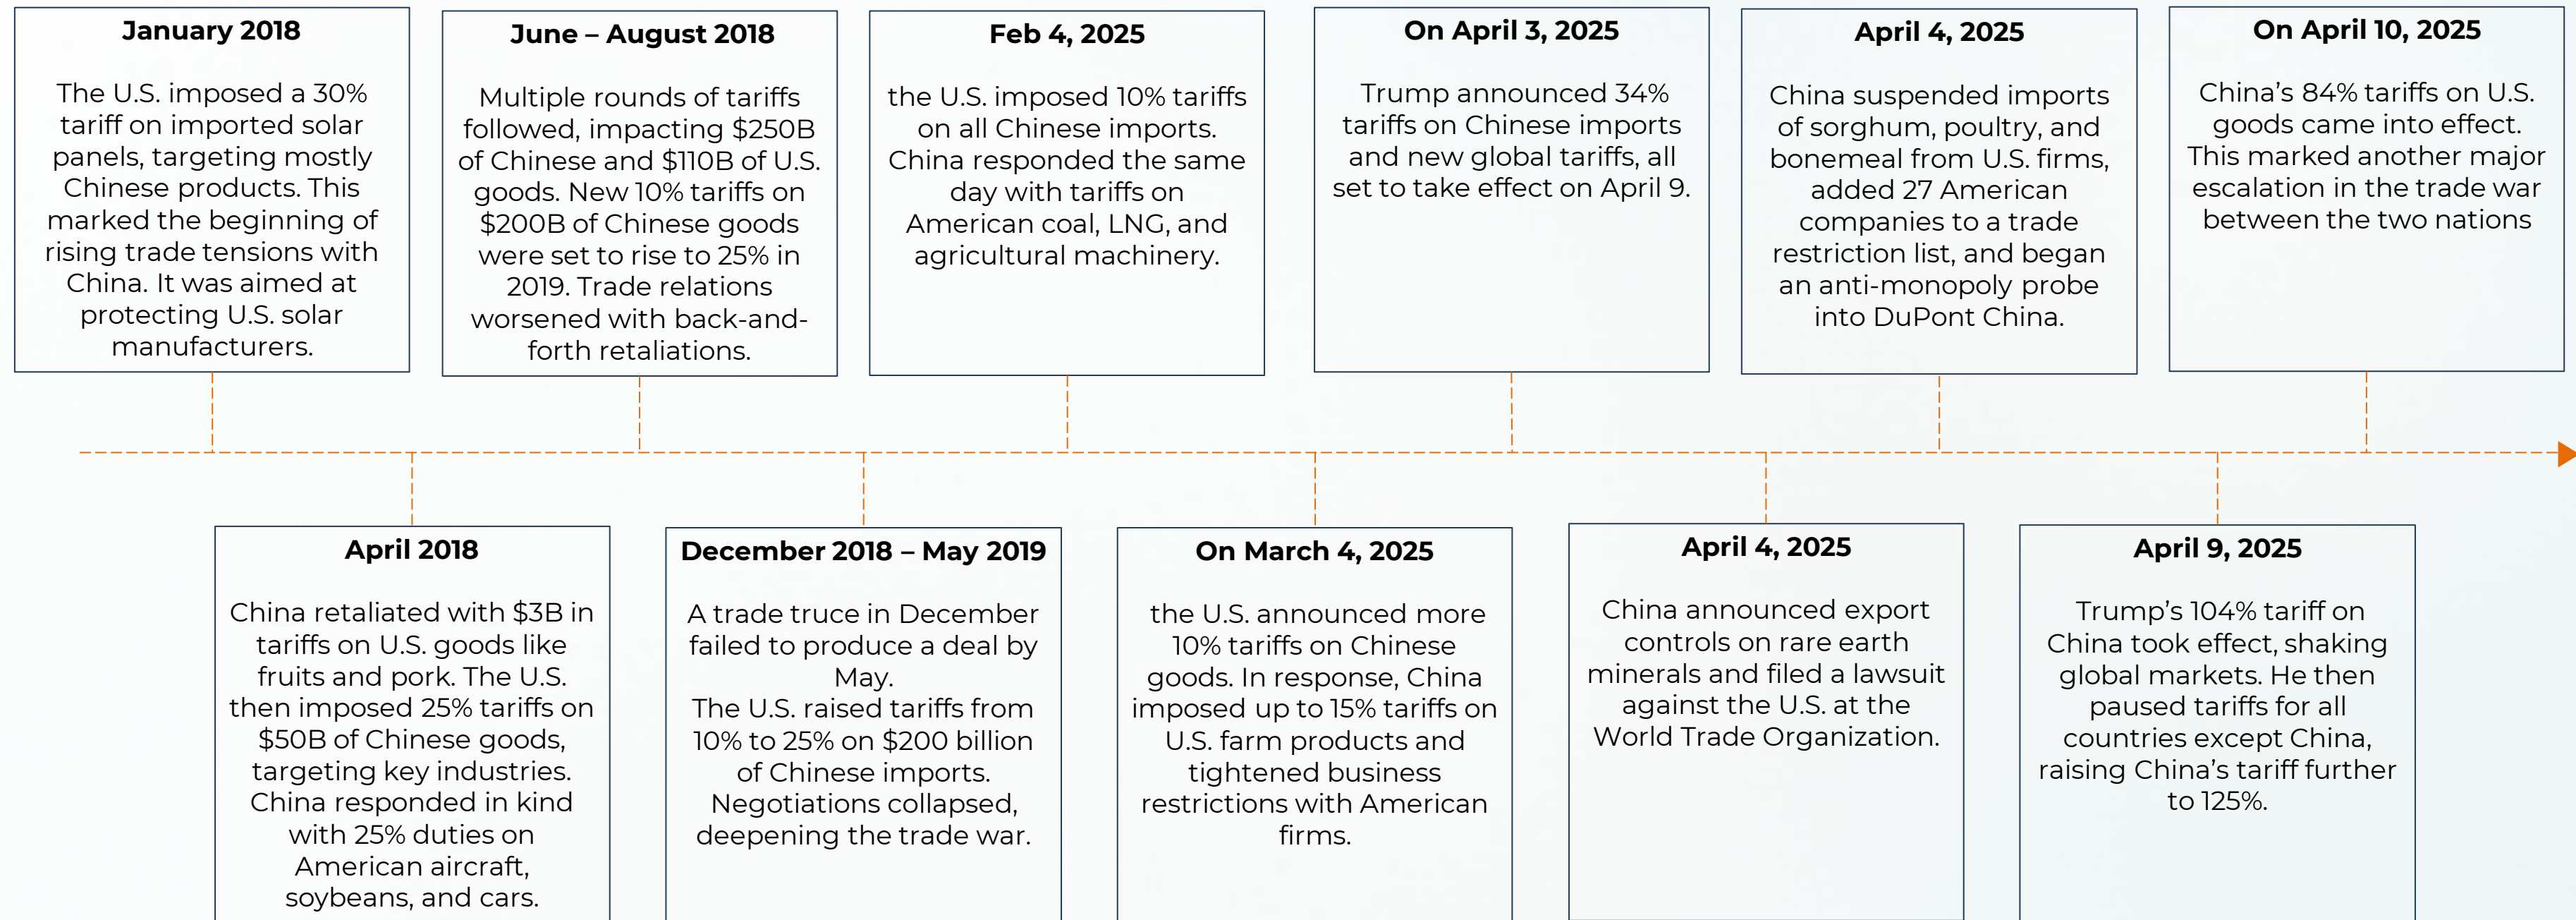 January 2018
The U.S. imposed a 30%
tariff on imported solar
panels, targeting mostly
Chinese products. This
marked the beginning of
rising trade tensions with
China. It was aimed at
protecting U.S. solar
manufacturers.
April 2018
China retaliated with $3B in
tariffs on U.S. goods like
fruits and pork. The U.S.
then imposed 25% tariffs on
$50B of Chinese goods,
targeting key industries.
China responded in kind
with 25% duties on
American aircraft,
soybeans, and cars.
June – August 2018
Multiple rounds of tariffs
followed, impacting $250B
of Chinese and $110B of U.S.
goods. New 10% tariffs on
$200B of Chinese goods
were set to rise to 25% in
2019. Trade relations
worsened with back-and-
forth retaliations.
December 2018 – May 2019
A trade truce in December
failed to produce a deal by
May.
The U.S. raised tariffs from
10% to 25% on $200 billion
of Chinese imports.
Negotiations collapsed,
deepening the trade war.
Feb 4, 2025
the U.S. imposed 10% tariffs
on all Chinese imports.
China responded the same
day with tariffs on
American coal, LNG, and
agricultural machinery.
On March 4, 2025
the U.S. announced more
10% tariffs on Chinese
goods. In response, China
imposed up to 15% tariffs on
U.S. farm products and
tightened business
restrictions with American
firms.
On April 3, 2025
Trump announced 34%
tariffs on Chinese imports
and new global tariffs, all
set to take effect on April 9.
April 4, 2025
China announced export
controls on rare earth
minerals and filed a lawsuit
against the U.S. at the
World Trade Organization.
April 4, 2025
China suspended imports
of sorghum, poultry, and
bonemeal from U.S. firms,
added 27 American
companies to a trade
restriction list, and began
an anti-monopoly probe
into DuPont China.
April 9, 2025
Trump’s 104% tariff on
China took effect, shaking
global markets. He then
paused tariffs for all
countries except China,
raising China’s tariff further
to 125%.
On April 10, 2025
China’s 84% tariffs on U.S.
goods came into effect.
This marked another major
escalation in the trade war
between the two nations